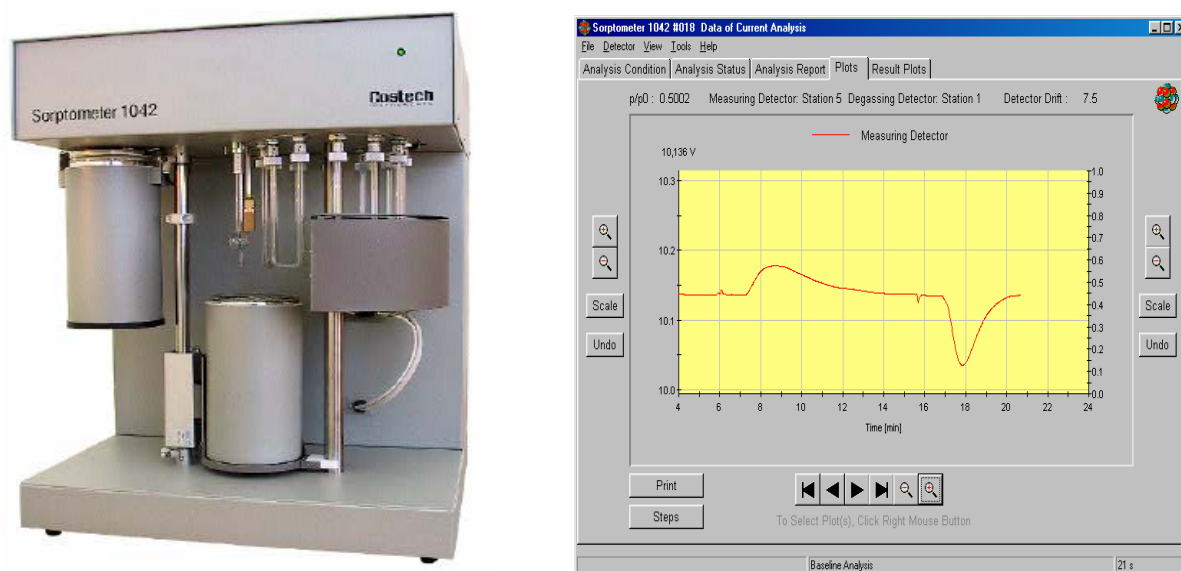 Sorptometer 1042
Costech
INSTRUMENTS
Sorptometer 1042 #018 Data of Current Analysis
File Detector View Tools Help
Analysis Condition Analysis Status Analysis Report Plots Result Plots
p/p0 : 0.5002 Measuring Detector: Station 5 Degassing Detector: Station 1 Detector Drift : 7.5
Measuring Detector
10,136 V
10.3
10.2
10.1
10.0
1.0
0.9
0.8
0.7
0.6
0.5
0.4
0.3
0.2
0.1
0.0
4 6 8 10 12 14 16 18 20 22 24
Time [min]
Scale
Undo
Scale
Undo
Print
Steps
To Select Plot(s), Click Right Mouse Button
Baseline Analysis 21 s